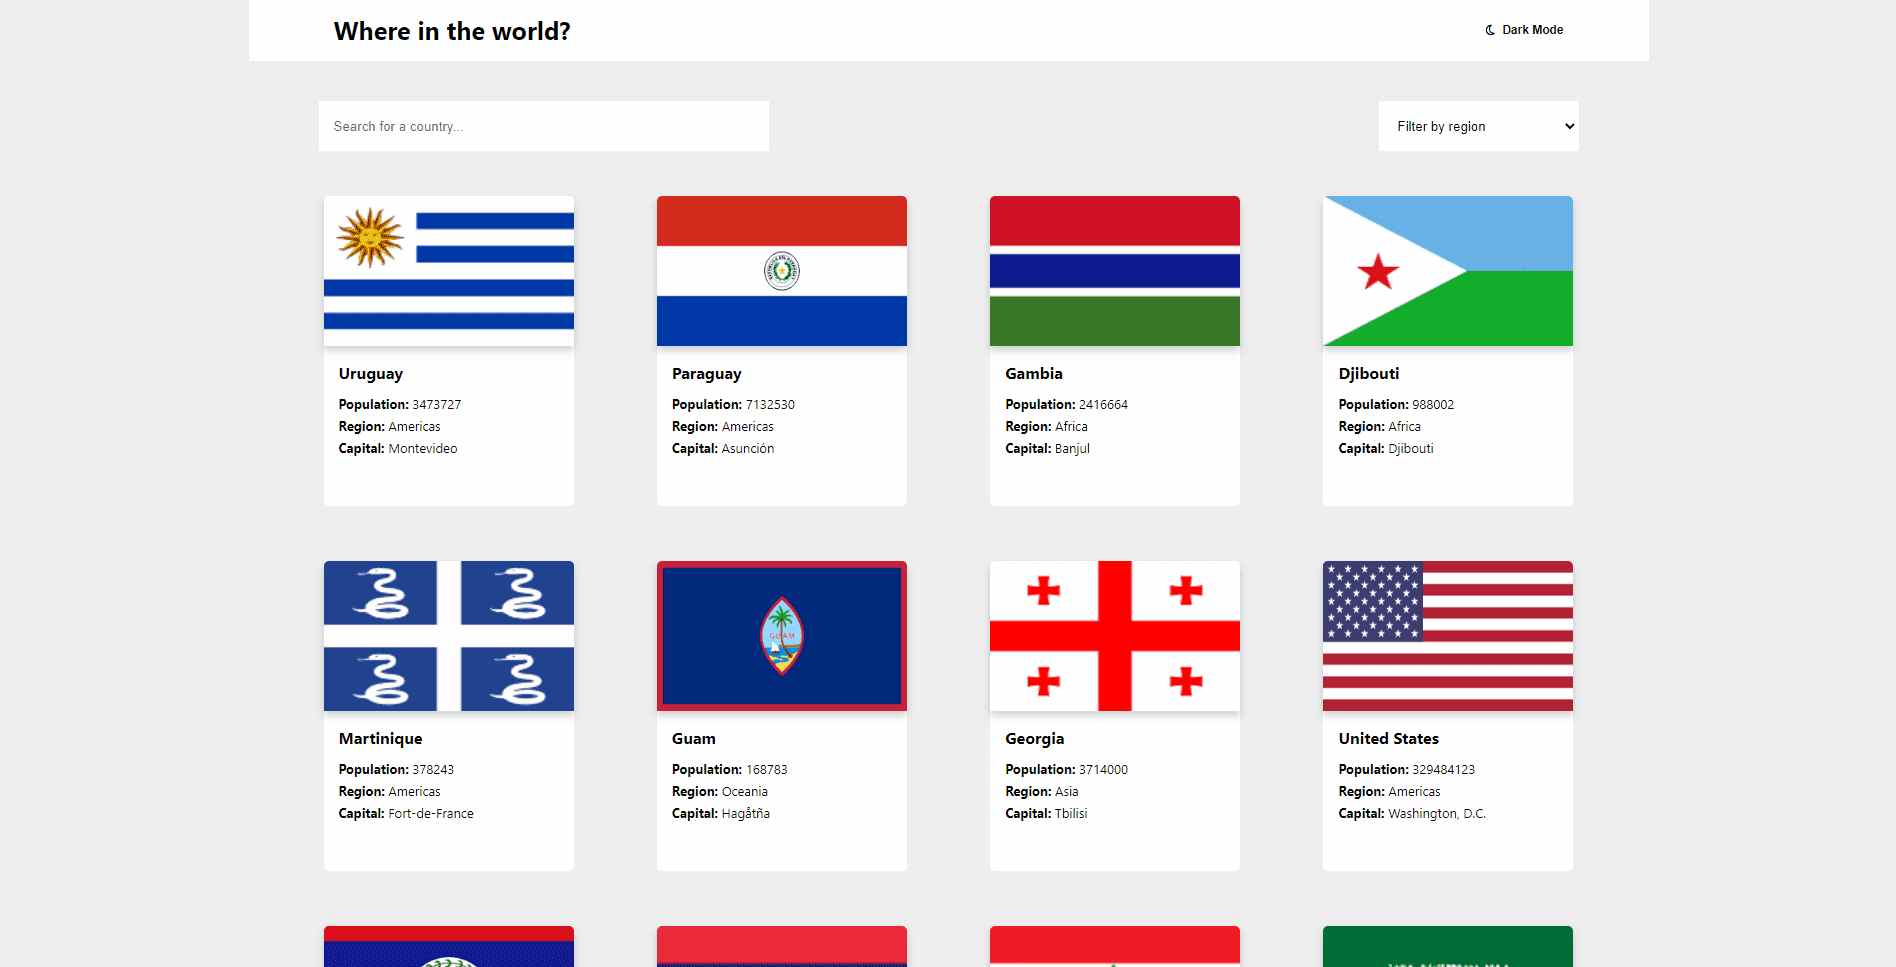 Where in the world?
Dark Mode
Search for a country...
Filter by region
Uruguay
Population: 3473727
Region: Americas
Capital: Montevideo
Paraguay
Population: 7132530
Region: Americas
Capital: Asunción
Gambia
Population: 2416664
Region: Africa
Capital: Banjul
Djibouti
Population: 988002
Region: Africa
Capital: Djibouti
GUAM
Martinique
Population: 378243
Region: Americas
Capital: Fort-de-France
Guam
Population: 168783
Region: Oceania
Capital: Hagåtña
Georgia
Population: 3714000
Region: Asia
Capital: Tbilisi
United States
Population: 329484123
Region: Americas
Capital: Washington, D.C.